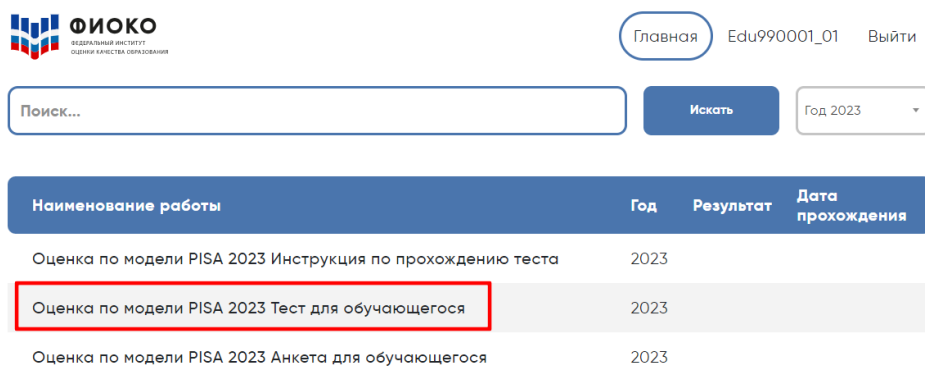 ФИОКО
ФЕДЕРАЛЬНЫЙ ИНСТИТУТ
ОЦЕНКИ КАЧЕСТВА ОБРАЗОВАНИЯ
Главная Edu990001_01 Выйти
Поиск... Искать Год 2023
Наименование работы Год Результат Дата
прохождения
Оценка по модели PISA 2023 Инструкция по прохождению теста 2023
Оценка по модели PISA 2023 Тест для обучающегося 2023
Оценка по модели PISA 2023 Анкета для обучающегося 2023